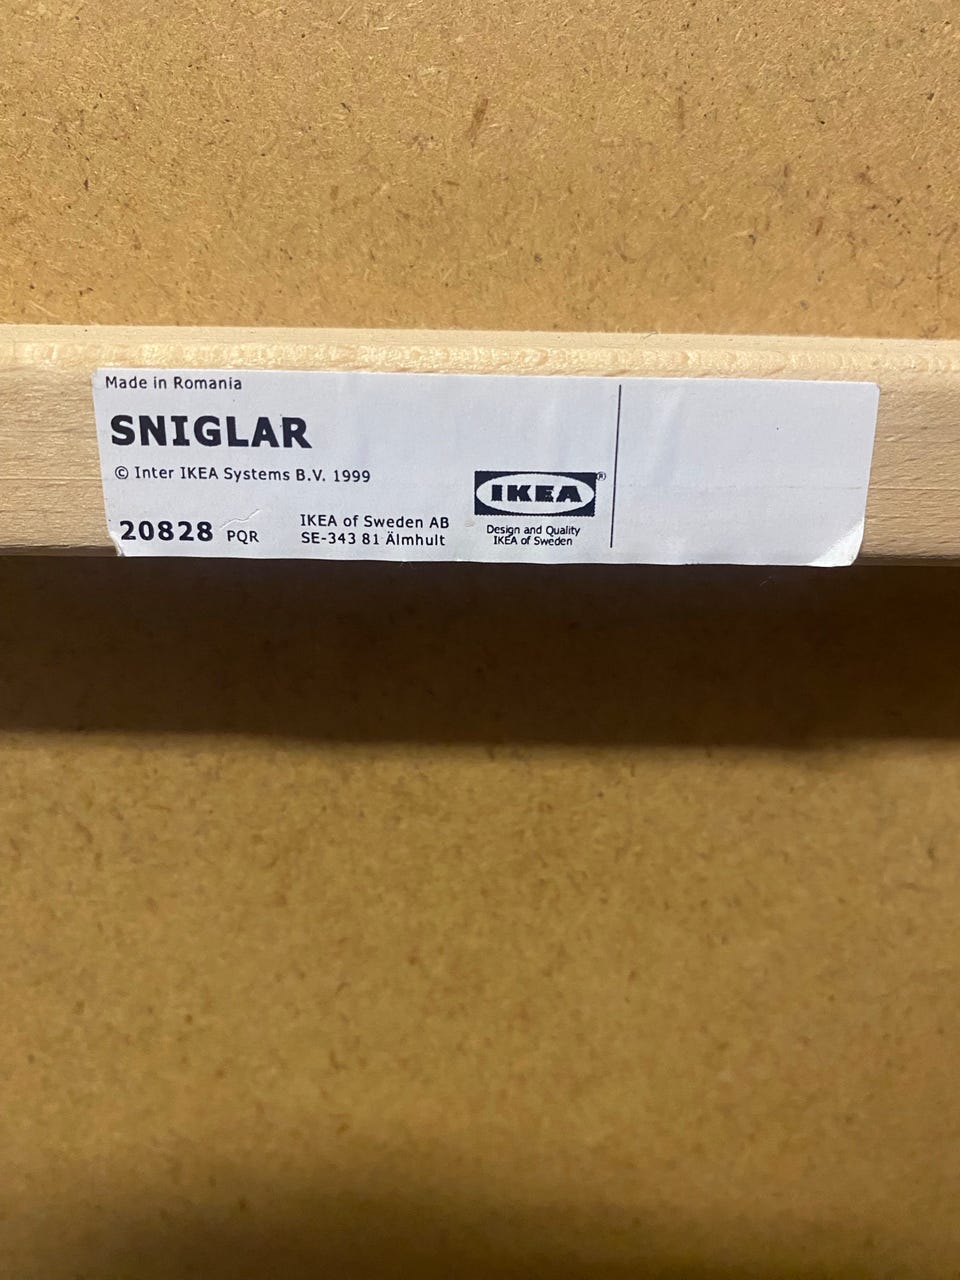 Made in Romania
SNIGLAR
© Inter IKEA Systems B.V. 1999
20828 PQR
IKEA of Sweden AB
SE-343 81 Älmhult
IKEA®
Design and Quality
IKEA of Sweden